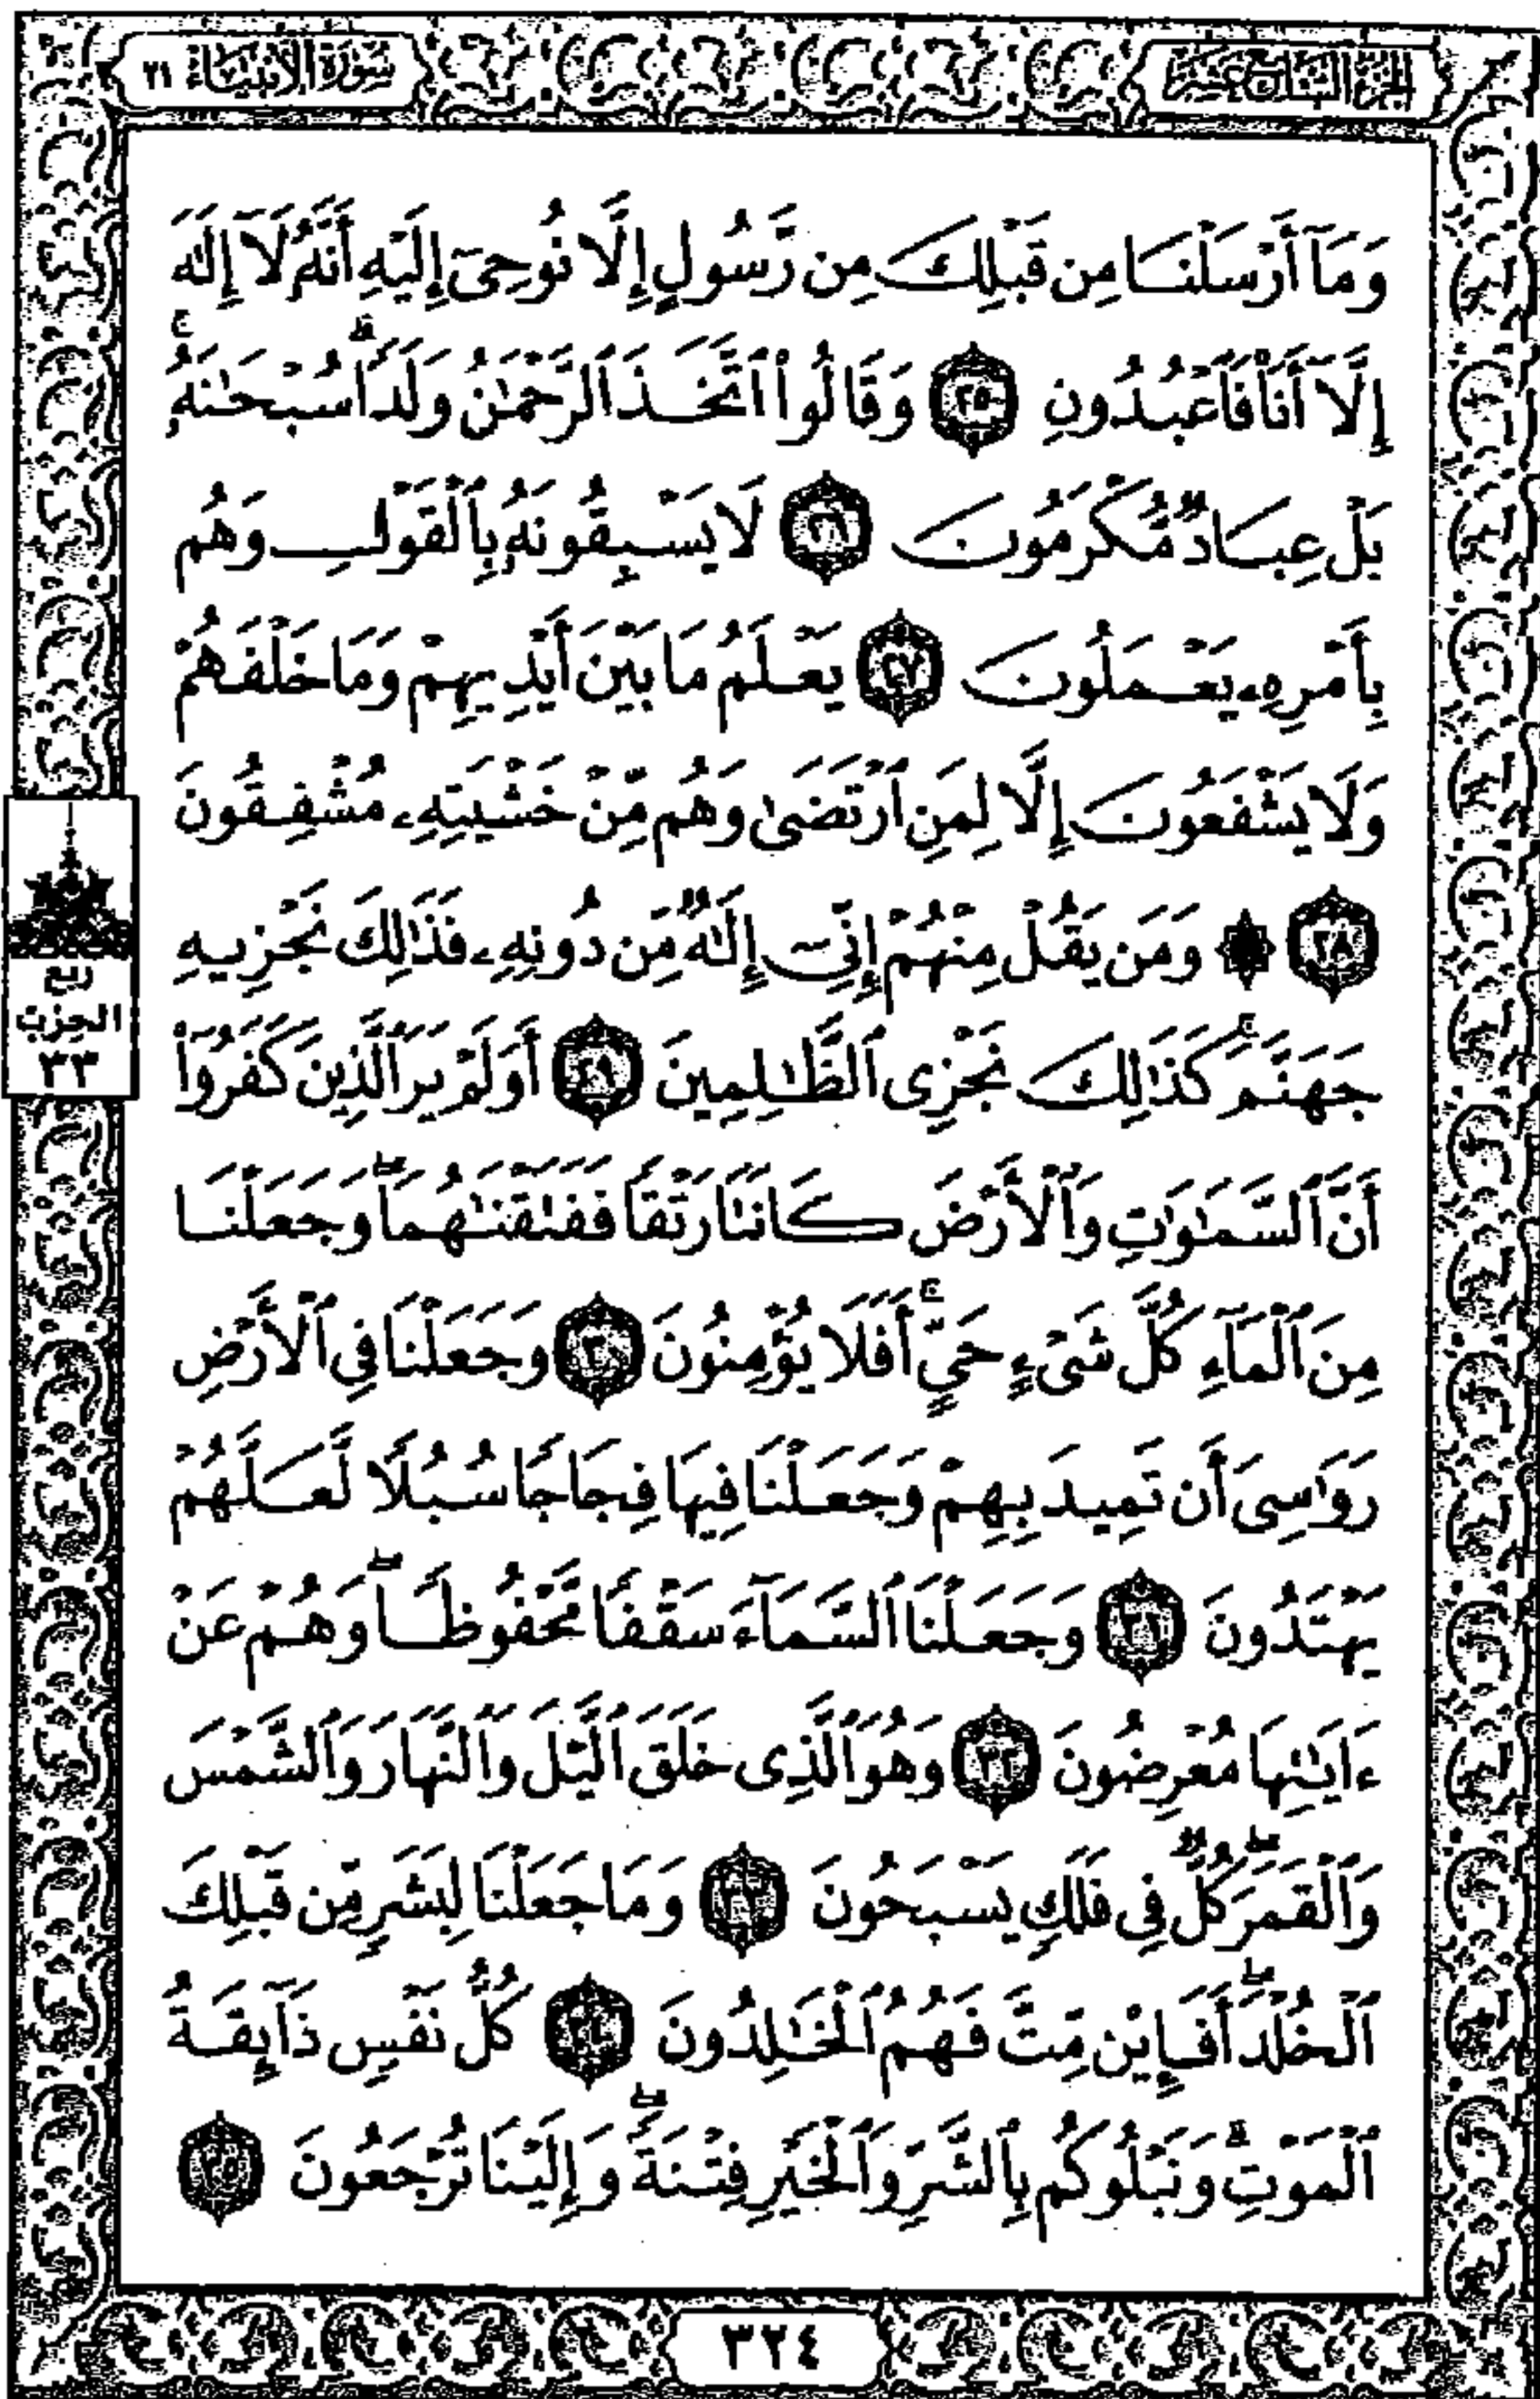 الجزء السابع عشر
سورة الأنبياء ٢١
وَمَآ أَرْسَلْنَا مِن قَبْلِكَ مِن رَّسُولٍ إِلَّا نُوحِىٓ إِلَيْهِ أَنَّهُۥ لَآ إِلَٰهَ
إِلَّآ أَنَا۠ فَٱعْبُدُونِ ٢٥ وَقَالُوا۟ ٱتَّخَذَ ٱلرَّحْمَٰنُ وَلَدًا ۗ سُبْحَٰنَهُۥ ۚ
بَلْ عِبَادٌ مُّكْرَمُونَ ٢٦ لَا يَسْبِقُونَهُۥ بِٱلْقَوْلِ وَهُم
بِأَمْرِهِۦ يَعْمَلُونَ ٢٧ يَعْلَمُ مَا بَيْنَ أَيْدِيهِمْ وَمَا خَلْفَهُمْ
وَلَا يَشْفَعُونَ إِلَّا لِمَنِ ٱرْتَضَىٰ وَهُم مِّنْ خَشْيَتِهِۦ مُشْفِقُونَ
٢٨ ۞ وَمَن يَقُلْ مِنْهُمْ إِنِّىٓ إِلَٰهٌ مِّن دُونِهِۦ فَذَٰلِكَ نَجْزِيهِ
جَهَنَّمَ ۚ كَذَٰلِكَ نَجْزِى ٱلظَّٰلِمِينَ ٢٩ أَوَلَمْ يَرَ ٱلَّذِينَ كَفَرُوٓا۟
أَنَّ ٱلسَّمَٰوَٰتِ وَٱلْأَرْضَ كَانَتَا رَتْقًا فَفَتَقْنَٰهُمَا ۖ وَجَعَلْنَا
مِنَ ٱلْمَآءِ كُلَّ شَىْءٍ حَىٍّ ۚ أَفَلَا يُؤْمِنُونَ ٣٠ وَجَعَلْنَا فِى ٱلْأَرْضِ
رَوَٰسِىَ أَن تَمِيدَ بِهِمْ وَجَعَلْنَا فِيهَا فِجَاجًا سُبُلًا لَّعَلَّهُمْ
يَهْتَدُونَ ٣١ وَجَعَلْنَا ٱلسَّمَآءَ سَقْفًا مَّحْفُوظًا ۖ وَهُمْ عَنْ
ءَايَٰتِهَا مُعْرِضُونَ ٣٢ وَهُوَ ٱلَّذِى خَلَقَ ٱلَّيْلَ وَٱلنَّهَارَ وَٱلشَّمْسَ
وَٱلْقَمَرَ ۖ كُلٌّ فِى فَلَكٍ يَسْبَحُونَ ٣٣ وَمَا جَعَلْنَا لِبَشَرٍ مِّن قَبْلِكَ
ٱلْخُلْدَ ۖ أَفَإِي۟ن مِّتَّ فَهُمُ ٱلْخَٰلِدُونَ ٣٤ كُلُّ نَفْسٍ ذَآئِقَةُ
ٱلْمَوْتِ ۗ وَنَبْلُوكُم بِٱلشَّرِّ وَٱلْخَيْرِ فِتْنَةً ۖ وَإِلَيْنَا تُرْجَعُونَ ٣٥
ربع
الحزب
٣٣
٣٢٤